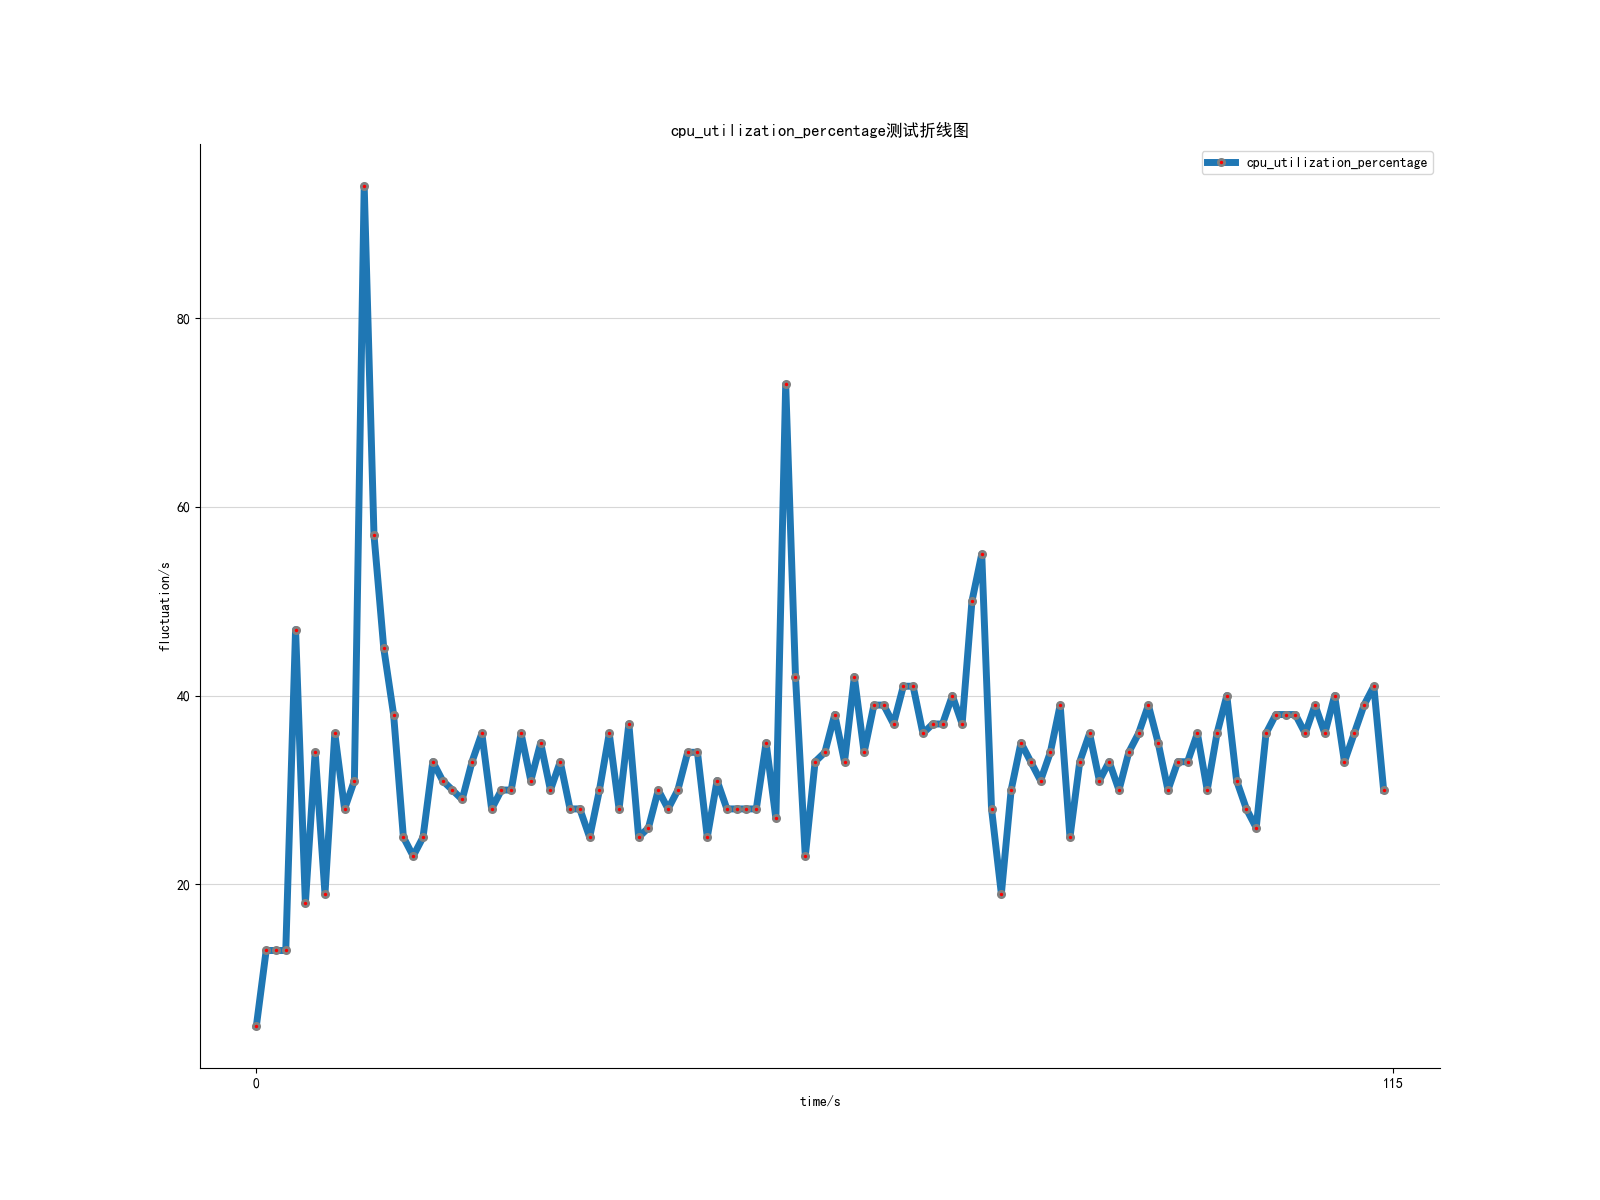 cpu_utilization_percentage测试折线图
cpu_utilization_percentage
80
60
40
20
fluctuation/s
0
115
time/s